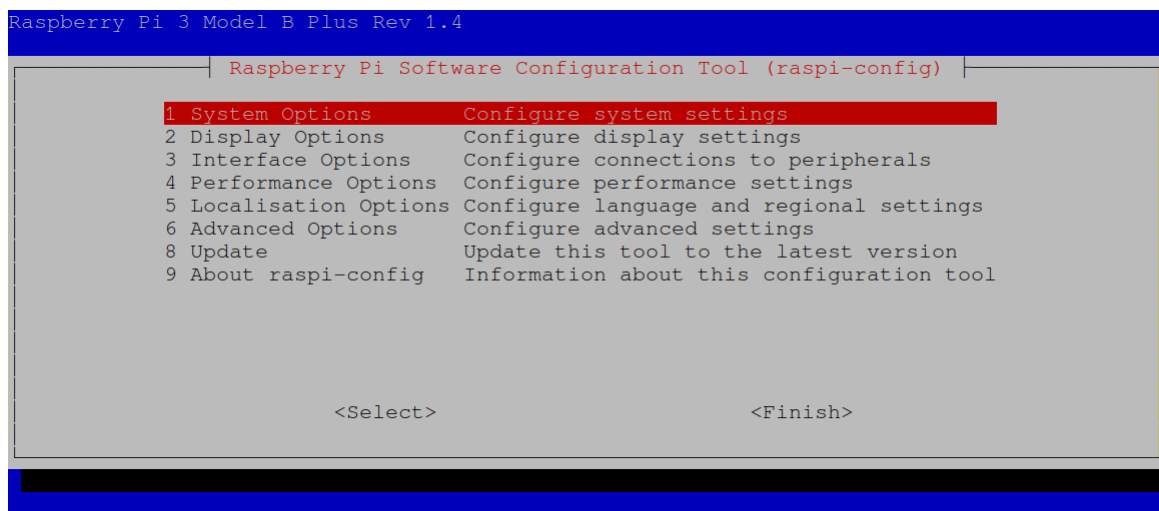 Raspberry Pi 3 Model B Plus Rev 1.4
Raspberry Pi Software Configuration Tool (raspi-config)
1 System Options Configure system settings
2 Display Options Configure display settings
3 Interface Options Configure connections to peripherals
4 Performance Options Configure performance settings
5 Localisation Options Configure language and regional settings
6 Advanced Options Configure advanced settings
8 Update Update this tool to the latest version
9 About raspi-config Information about this configuration tool
<Select> <Finish>